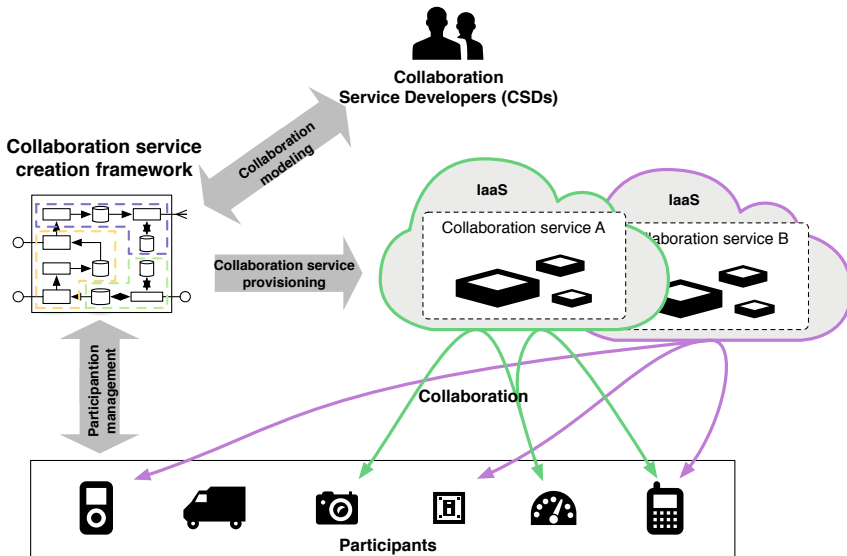 Collaboration
Service Developers (CSDs)
Collaboration
modeling
Collaboration service
creation framework
IaaS
IaaS
Collaboration service A
llaboration service B
Collaboration service
provisioning
Participantion
management
Collaboration
Participants